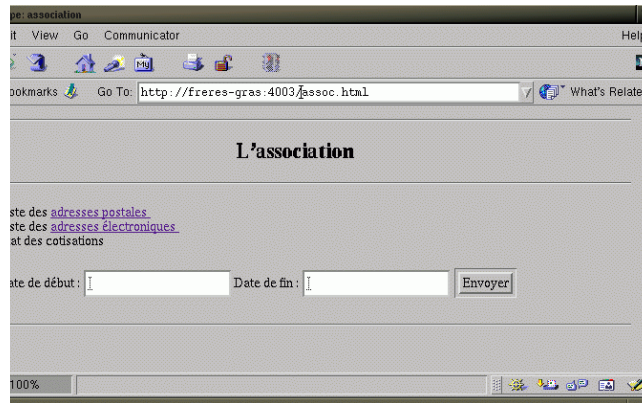 pe: association
it View Go Communicator Help
My
ookmarks Go To: http://freres-gras:4003/assoc.html What's Relate
L'association
ste des adresses postales
ste des adresses électroniques
at des cotisations
ate de début : Date de fin : Envoyer
100%